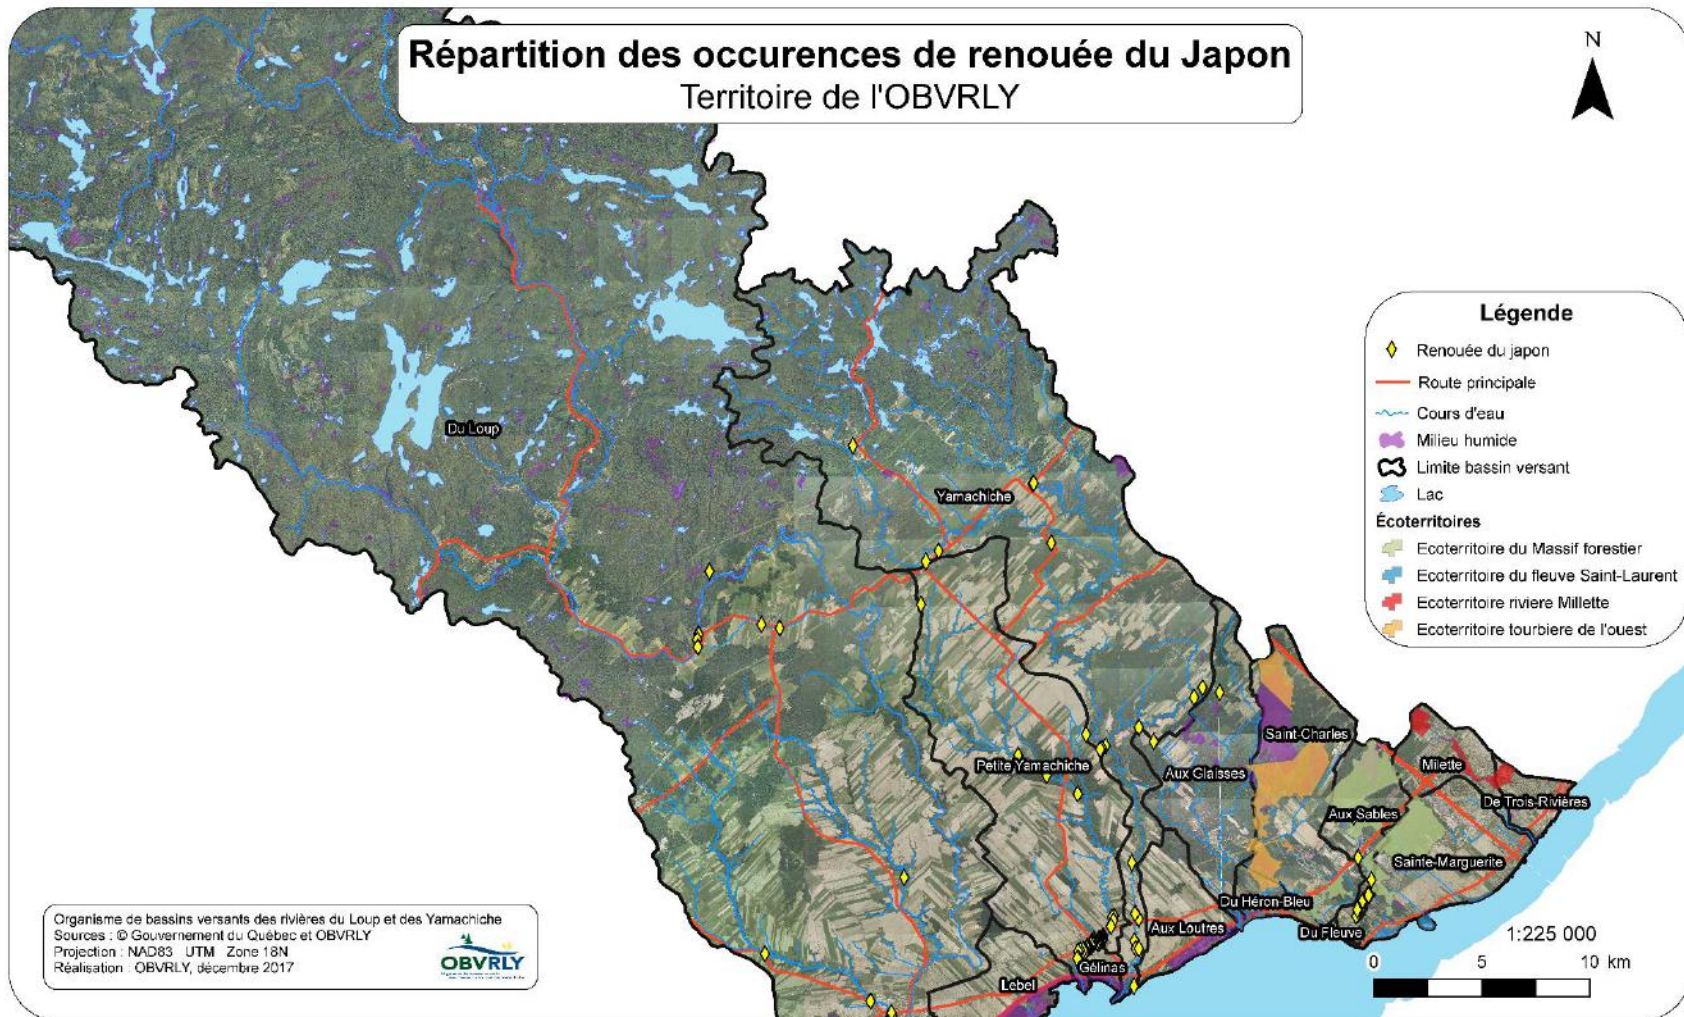 Répartition des occurences de renouée du Japon
Territoire de l'OBVRLY
N
Légende
Renouée du japon
Route principale
Cours d'eau
Milieu humide
Limite bassin versant
Lac
Écoterritoires
Ecoterritoire du Massif forestier
Ecoterritoire du fleuve Saint-Laurent
Ecoterritoire riviere Millette
Ecoterritoire tourbiere de l'ouest
Du Loup
Yamachiche
Petite Yamachiche
Aux Glaisses
Saint-Charles
Milette
De Trois-Rivières
Aux Sables
Sainte-Marguerite
Du Héron-Bleu
Aux Loutres
Du Fleuve
Gélinas
Lebel
1:225 000
0 5 10 km
Organisme de bassins versants des rivières du Loup et des Yamachiche
Sources : © Gouvernement du Québec et OBVRLY
Projection : NAD83 UTM Zone 18N
Réalisation : OBVRLY, décembre 2017
OBVRLY